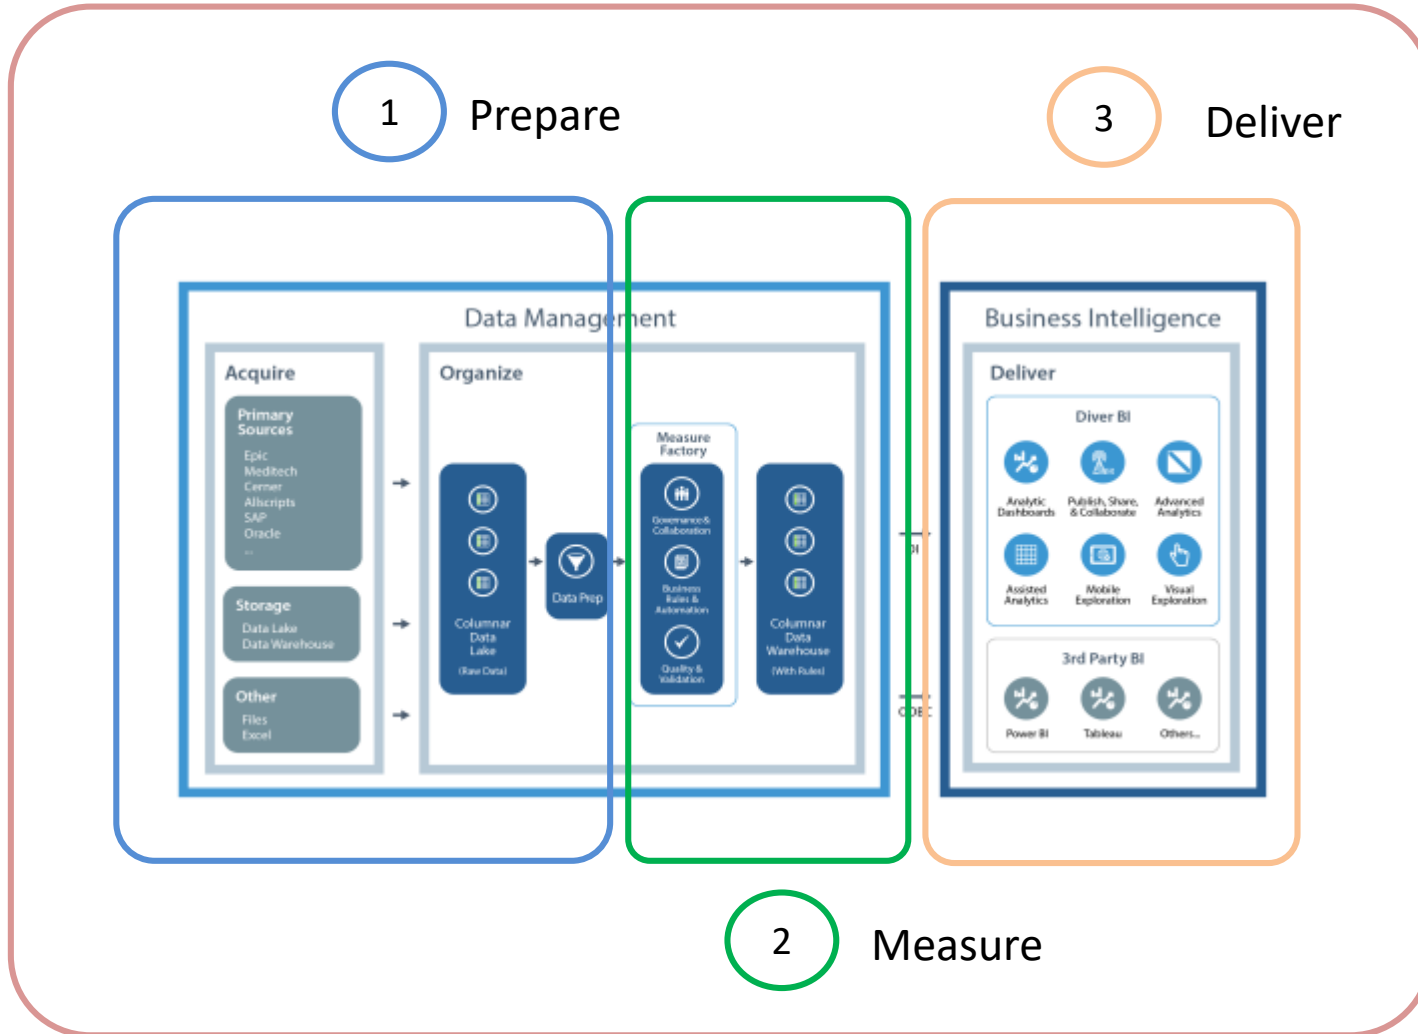 1
Prepare
3
Deliver
Data Management
Business Intelligence
Acquire
Primary
Sources
Epic
Meditech
Cerner
Allscripts
SAP
Oracle
...
Storage
Data Lake
Data Warehouse
Other
Files
Excel
Organize
Columnar
Data
Lake
(Raw Data)
Data Prep
Measure
Factory
Governance &
Collaboration
Business
Rules &
Automation
Quality &
Validation
Columnar
Data
Warehouse
(With Rules)
Deliver
Diver BI
Analytic
Dashboards
Publish, Share,
& Collaborate
Advanced
Analytics
Assisted
Analytics
Mobile
Exploration
Visual
Exploration
3rd Party BI
Power BI
Tableau
Others...
2
Measure